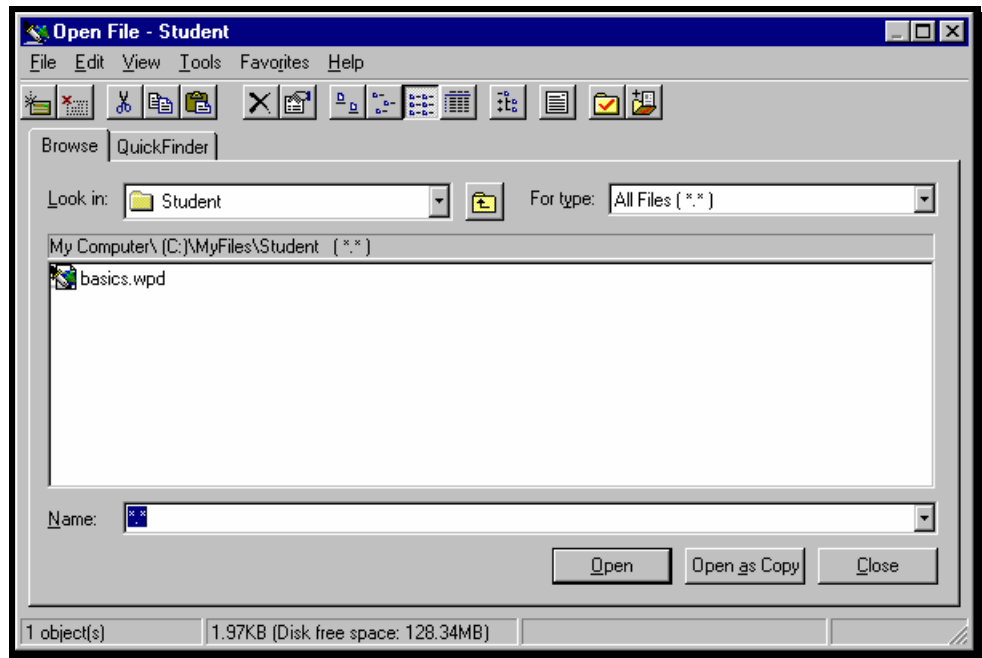 Open File - Student
File Edit View Tools Favorites Help
Browse QuickFinder
Look in: Student For type: All Files ( *.* )
My Computer\ (C:)\MyFiles\Student ( *.* )
basics.wpd
Name: *.*
Open Open as Copy Close
1 object(s) 1.97KB (Disk free space: 128.34MB)